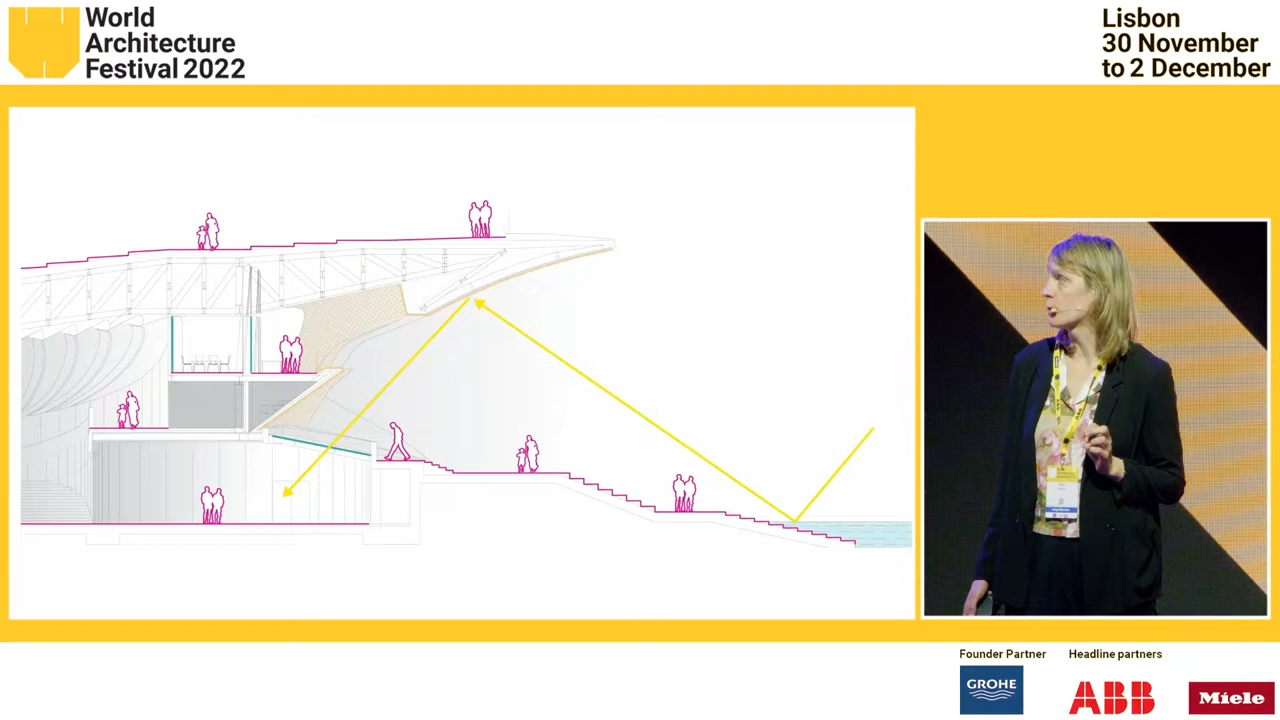 World
Architecture
Festival 2022
Lisbon
30 November
to 2 December
Founder Partner
Headline partners
GROHE
ABB
Miele